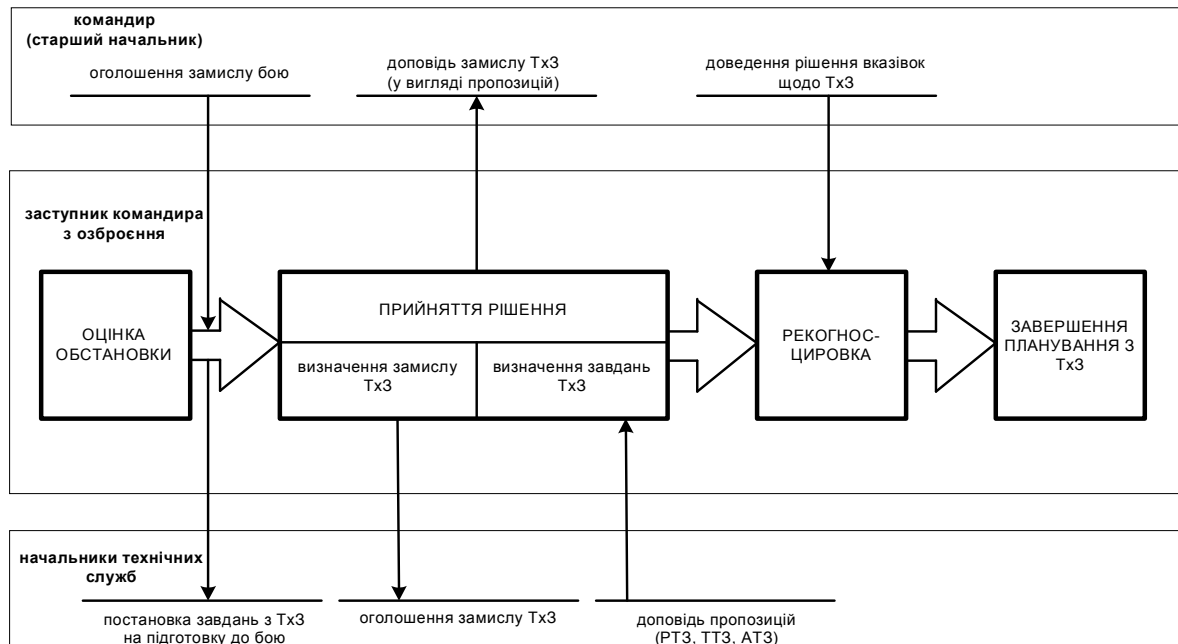 командир
(старший начальник)
оголошення замислу бою
доповідь замислу ТхЗ
(у вигляді пропозицій)
доведення рішення вказівок
щодо ТхЗ
заступник командира
з озброєння
ОЦІНКА
ОБСТАНОВКИ
ПРИЙНЯТТЯ РІШЕННЯ
визначення замислу
ТхЗ
визначення завдань
ТхЗ
РЕКОГНОС-
ЦИРОВКА
ЗАВЕРШЕННЯ
ПЛАНУВАННЯ З
ТхЗ
начальники технічних
служб
постановка завдань з ТхЗ
на підготовку до бою
оголошення замислу ТхЗ
доповідь пропозицій
(РТЗ, ТТЗ, АТЗ)